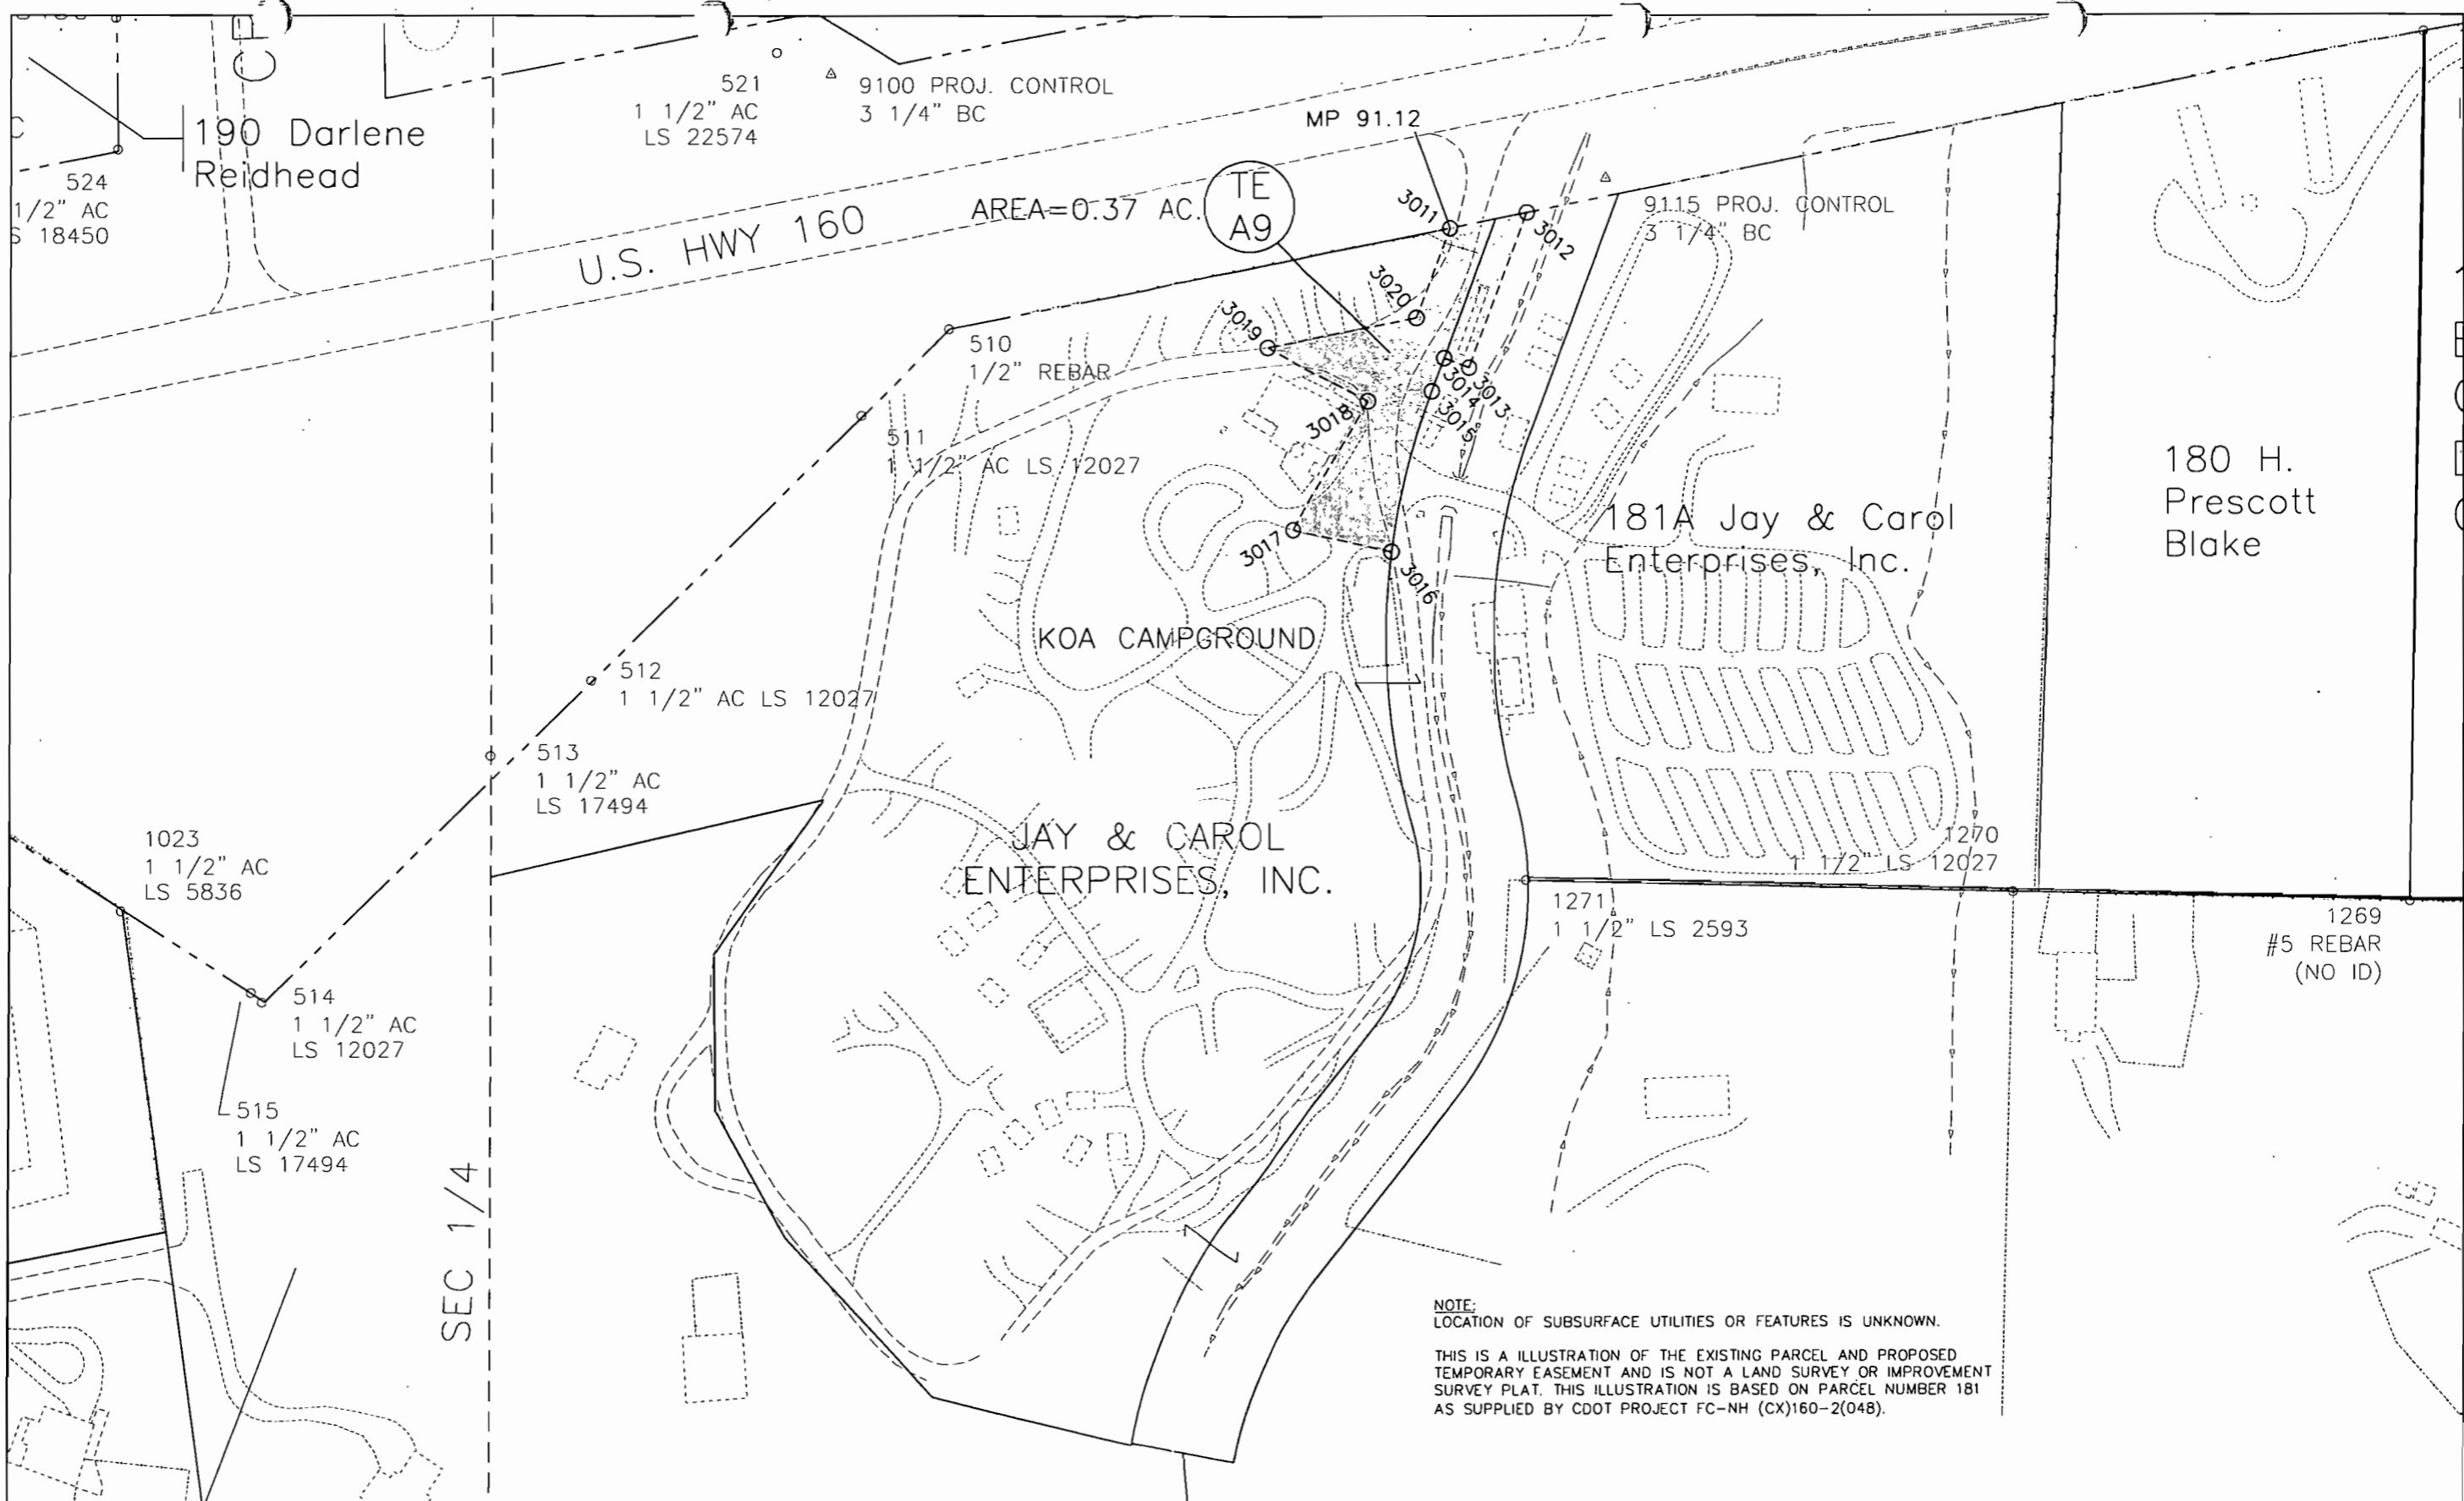 521
1 1/2" AC
LS 22574
9100 PROJ. CONTROL
3 1/4" BC
MP 91.12
190 Darlene
Reidhead
524
1/2" AC
S 18450
U.S. HWY 160
AREA=0.37 AC.
TE
A9
3011
3012
9115 PROJ. CONTROL
3 1/4" BC
3020
3019
3014
3013
3015
3018
3017
3016
510
1/2" REBAR
511
1 1/2" AC LS 12027
181A Jay & Carol
Enterprises, Inc.
180 H.
Prescott
Blake
KOA CAMPGROUND
512
1 1/2" AC LS 12027
513
1 1/2" AC
LS 17494
JAY & CAROL
ENTERPRISES, INC.
1023
1 1/2" AC
LS 5836
1270
1 1/2" LS 12027
1271
1 1/2" LS 2593
1269
#5 REBAR
(NO ID)
514
1 1/2" AC
LS 12027
515
1 1/2" AC
LS 17494
SEC 1/4
NOTE:
LOCATION OF SUBSURFACE UTILITIES OR FEATURES IS UNKNOWN.
THIS IS A ILLUSTRATION OF THE EXISTING PARCEL AND PROPOSED
TEMPORARY EASEMENT AND IS NOT A LAND SURVEY OR IMPROVEMENT
SURVEY PLAT. THIS ILLUSTRATION IS BASED ON PARCEL NUMBER 181
AS SUPPLIED BY CDOT PROJECT FC-NH (CX)160-2(048).